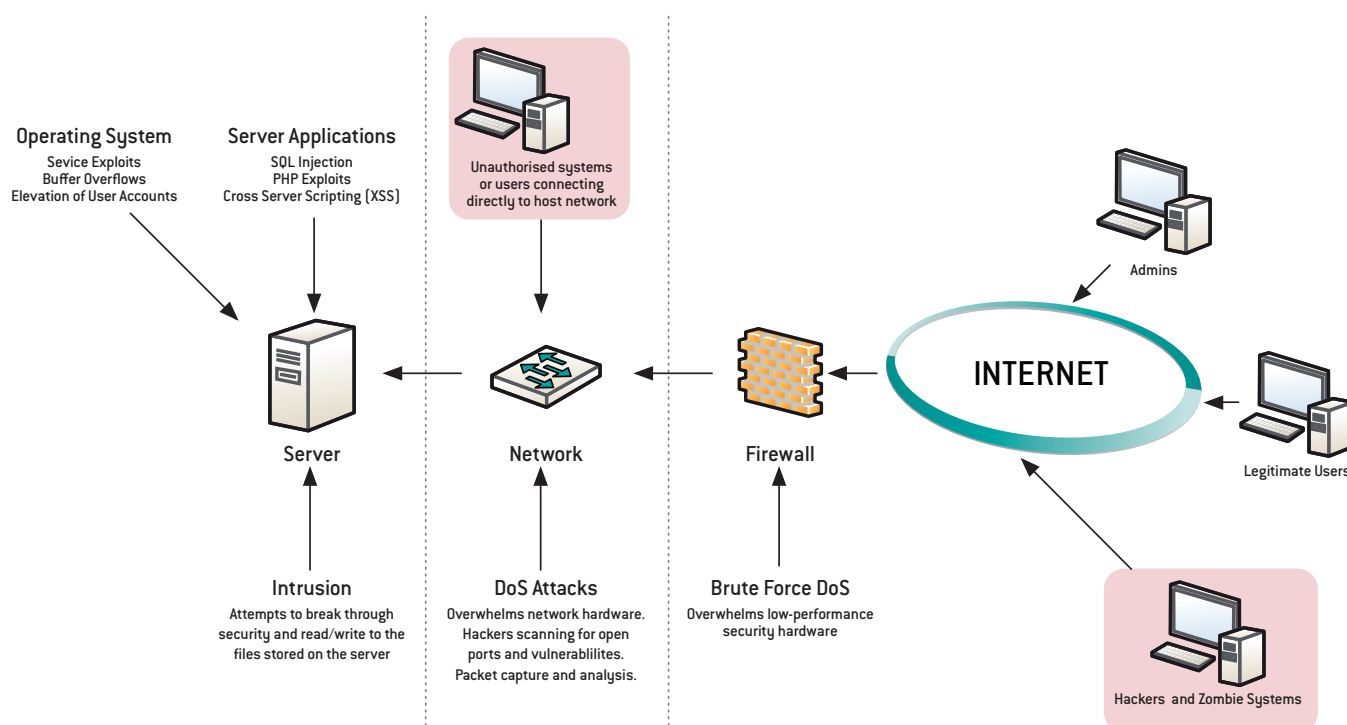 Operating System
Sevice Exploits
Buffer Overflows
Elevation of User Accounts
Server Applications
SQL Injection
PHP Exploits
Cross Server Scripting (XSS)
Unauthorised systems
or users connecting
directly to host network
Admins
INTERNET
Legitimate Users
Server
Network
Firewall
Intrusion
Attempts to break through
security and read/write to the
files stored on the server
DoS Attacks
Overwhelms network hardware.
Hackers scanning for open
ports and vulnerablilites.
Packet capture and analysis.
Brute Force DoS
Overwhelms low-performance
security hardware
Hackers and Zombie Systems